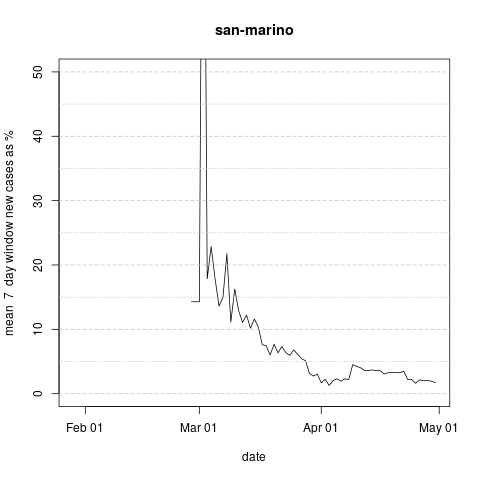 san-marino
mean 7 day window new cases as %
50
40
30
20
10
0
Feb 01
Mar 01
Apr 01
May 01
date